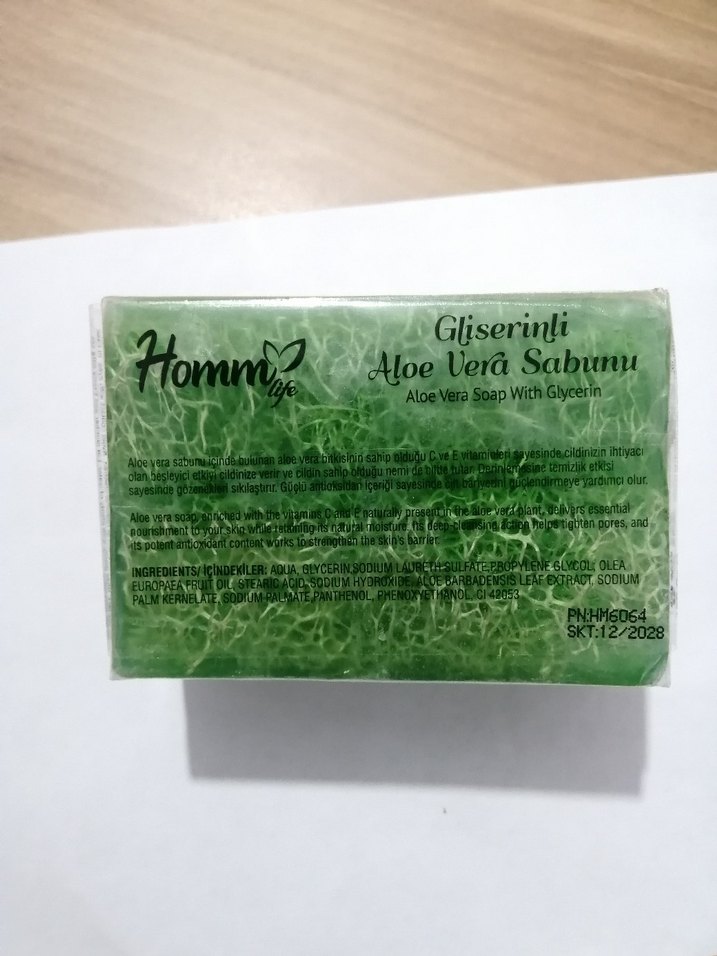 Homm
life
Gliserinli
Aloe Vera Sabunu
Aloe Vera Soap With Glycerin
Aloe vera sabunu içinde bulunan aloe vera bitkisinin sahip olduğu C ve E vitaminleri sayesinde cildinizin ihtiyacı
olan besleyici etkiyi cildinize verir ve cildin sahip olduğu nemi de bilde tutar. Derinlemesine temizlik etkisi
sayesinde gözenekleri sıkılaştırır. Güçlü antioksidan içeriği sayesinde cilt bariyerini güçlendirmeye yardımcı olur.
Aloe vera soap, enriched with the vitamins C and E naturally present in the aloe vera plant, delivers essential
nourishment to your skin while retaining its natural moisture. Its deep-cleansing action helps tighten pores, and
its potent antioxidant content works to strengthen the skin's barrier.
INGREDIENTS/ İÇİNDEKİLER: AQUA, GLYCERIN,SODIUM LAURETH SULFATE,PROPYLENE GLYCOL, OLEA
EUROPAEA FRUIT OIL, STEARIC ACID, SODIUM HYDROXIDE, ALOE BARBADENSIS LEAF EXTRACT, SODIUM
PALM KERNELATE, SODIUM PALMATE,PANTHENOL, PHENOXYETHANOL, CI 42053
PN:HM6064
SKT:12/2028